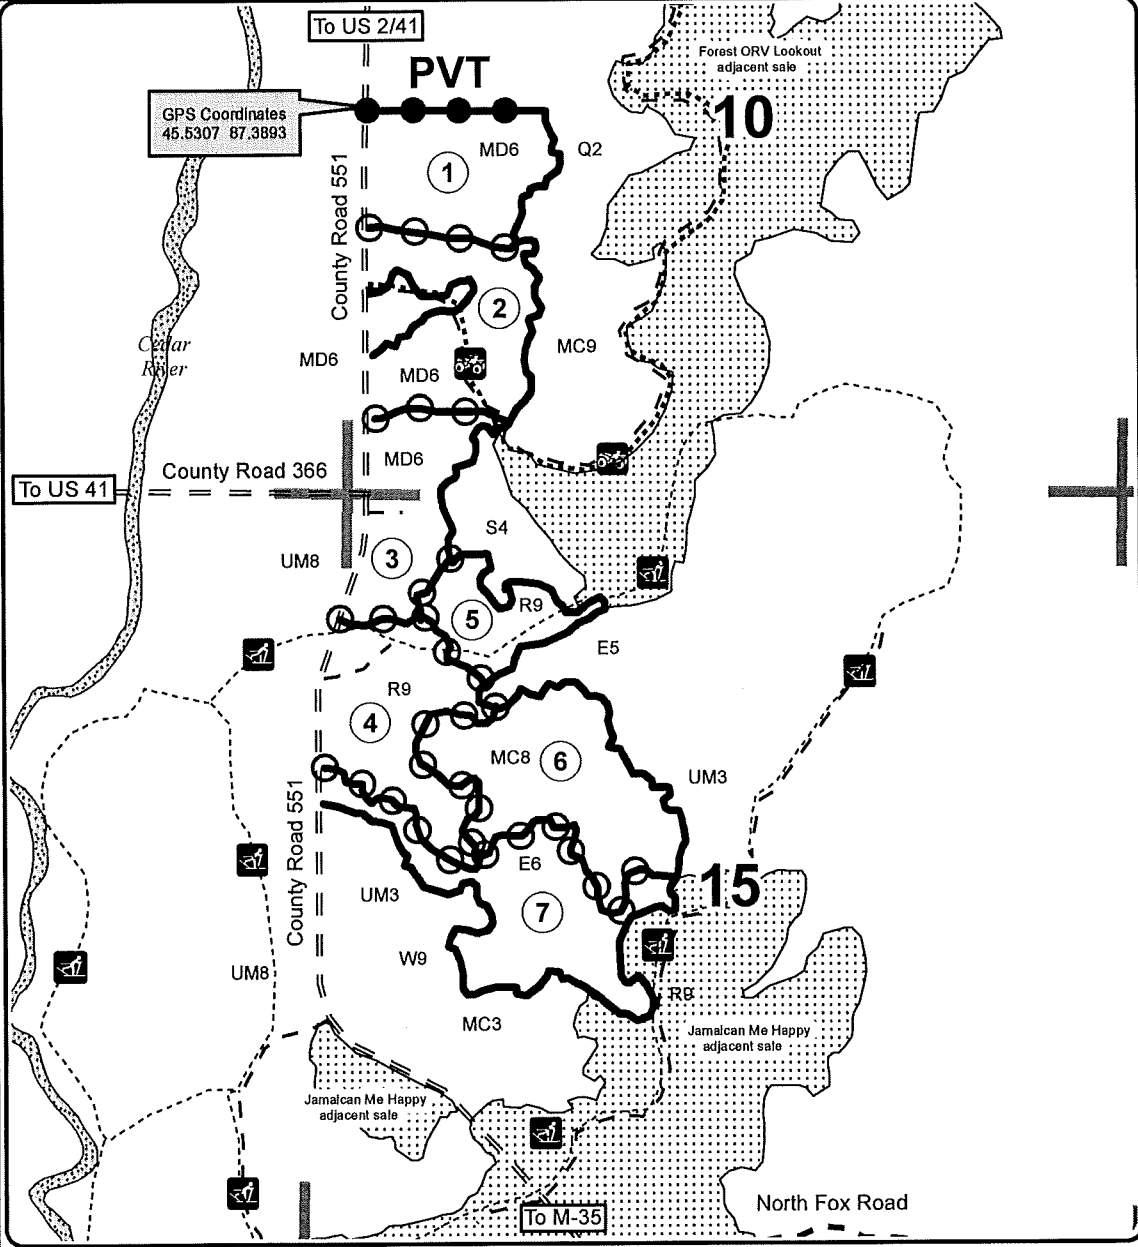 To US 2/41
PVT
Forest ORV Lookout
adjacent sale
10
GPS Coordinates
45.5307 87.3893
MD6
Q2
1
County Road 551
2
Cedar
River
MD6
MC9
MD6
MD6
County Road 366
To US 41
S4
UM8
3
R9
5
E5
R9
4
MC8
6
UM3
County Road 551
E6
15
UM3
7
W9
UM8
R9
MC3
Jamaican Me Happy
adjacent sale
Jamaican Me Happy
adjacent sale
North Fox Road
To M-35